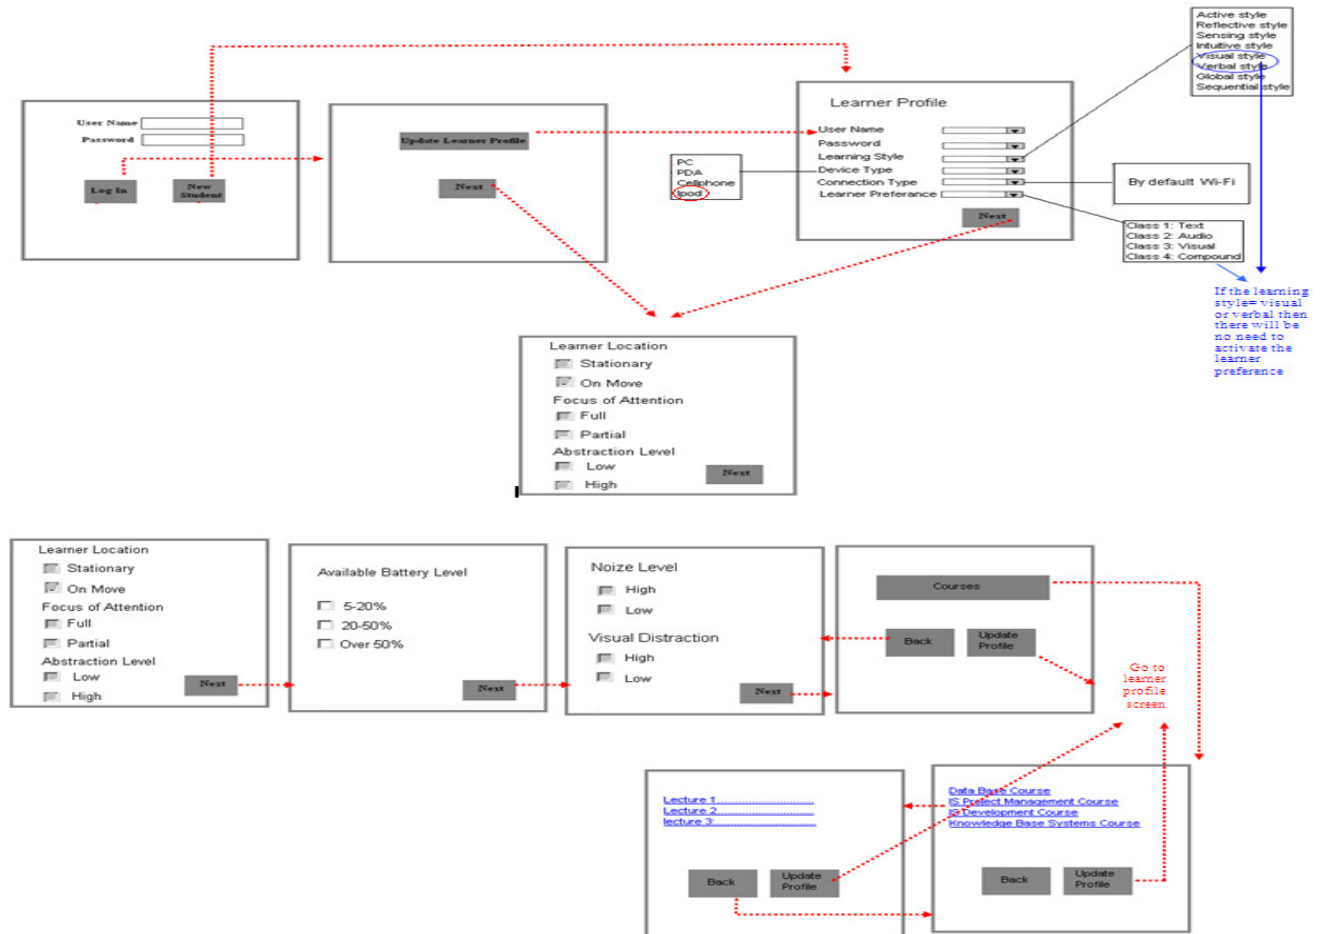 Active style
Reflective style
Sensing style
Intuitive style
Visual style
Verbal style
Global style
Sequential style
User Name
Password
Log In
New
Student
Update Learner Profile
Next
Learner Profile
User Name
Password
Learning Style
Device Type
Connection Type
Learner Preferance
Next
PC
PDA
Cellphone
Ipod
By default Wi-Fi
Class 1: Text
Class 2: Audio
Class 3: Visual
Class 4: Compound
If the learning
style= visual
or verbal then
there will be
no need to
activate the
learner
preference
Learner Location
Stationary
On Move
Focus of Attention
Full
Partial
Abstraction Level
Low
High
Next
Learner Location
Stationary
On Move
Focus of Attention
Full
Partial
Abstraction Level
Low
High
Next
Available Battery Level
5-20%
20-50%
Over 50%
Next
Noize Level
High
Low
Visual Distraction
High
Low
Next
Courses
Back
Update
Profile
Go to
learner
profile
screen
Lecture 1..............................
Lecture 2..............................
lecture 3:..............................
Back
Update
Profile
Data Base Course
IS Project Management Course
IS Development Course
Knowledge Base Systems Course
Back
Update
Profile